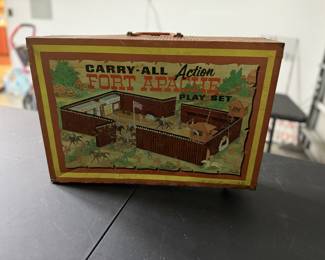 CARRY-ALL Action
FORT APACHE
PLAY SET